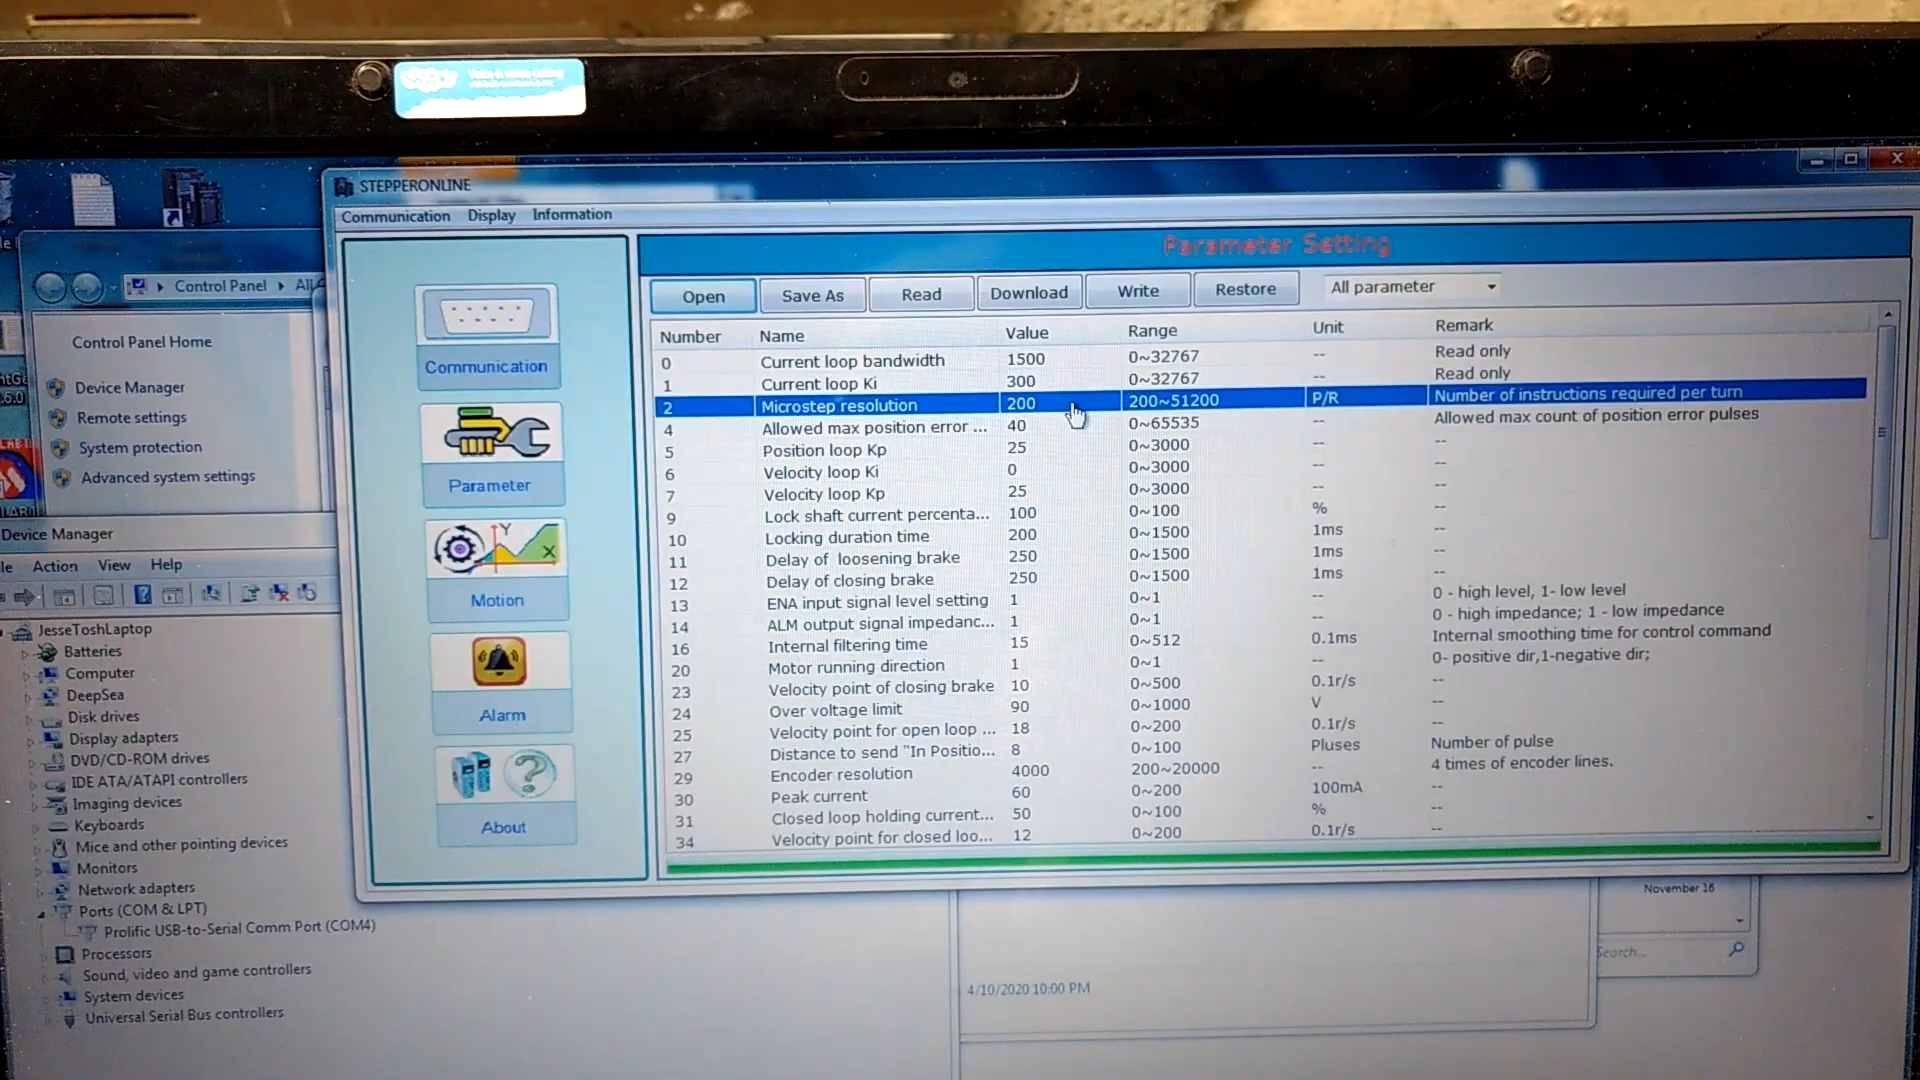 Voice & video calling
STEPPERONLINE
Communication Display Information
Parameter Setting
Open Save As Read Download Write Restore All parameter
Number Name Value Range Unit Remark
0 Current loop bandwidth 1500 0~32767 -- Read only
1 Current loop Ki 300 0~32767 -- Read only
2 Microstep resolution 200 200~51200 P/R Number of instructions required per turn
4 Allowed max position error ... 40 0~65535 -- Allowed max count of position error pulses
5 Position loop Kp 25 0~3000 -- --
6 Velocity loop Ki 0 0~3000 -- --
7 Velocity loop Kp 25 0~3000 -- --
9 Lock shaft current percenta... 100 0~100 % --
10 Locking duration time 200 0~1500 1ms --
11 Delay of loosening brake 250 0~1500 1ms --
12 Delay of closing brake 250 0~1500 1ms --
13 ENA input signal level setting 1 0~1 -- 0 - high level, 1- low level
14 ALM output signal impedanc... 1 0~1 -- 0 - high impedance; 1 - low impedance
16 Internal filtering time 15 0~512 0.1ms Internal smoothing time for control command
20 Motor running direction 1 0~1 -- 0- positive dir,1-negative dir;
23 Velocity point of closing brake 10 0~500 0.1r/s --
24 Over voltage limit 90 0~1000 V --
25 Velocity point for open loop ... 18 0~200 0.1r/s --
27 Distance to send "In Positio... 8 0~100 Pluses Number of pulse
29 Encoder resolution 4000 200~20000 -- 4 times of encoder lines.
30 Peak current 60 0~200 100mA --
31 Closed loop holding current... 50 0~100 % --
34 Velocity point for closed loo... 12 0~200 0.1r/s --
Communication
Parameter
Motion
Alarm
About
Control Panel
Control Panel Home
Device Manager
Remote settings
System protection
Advanced system settings
Device Manager
Action View Help
JesseToshLaptop
Batteries
Computer
DeepSea
Disk drives
Display adapters
DVD/CD-ROM drives
IDE ATA/ATAPI controllers
Imaging devices
Keyboards
Mice and other pointing devices
Monitors
Network adapters
Ports (COM & LPT)
Prolific USB-to-Serial Comm Port (COM4)
Processors
Sound, video and game controllers
System devices
Universal Serial Bus controllers
November 16
Search...
4/10/2020 10:00 PM